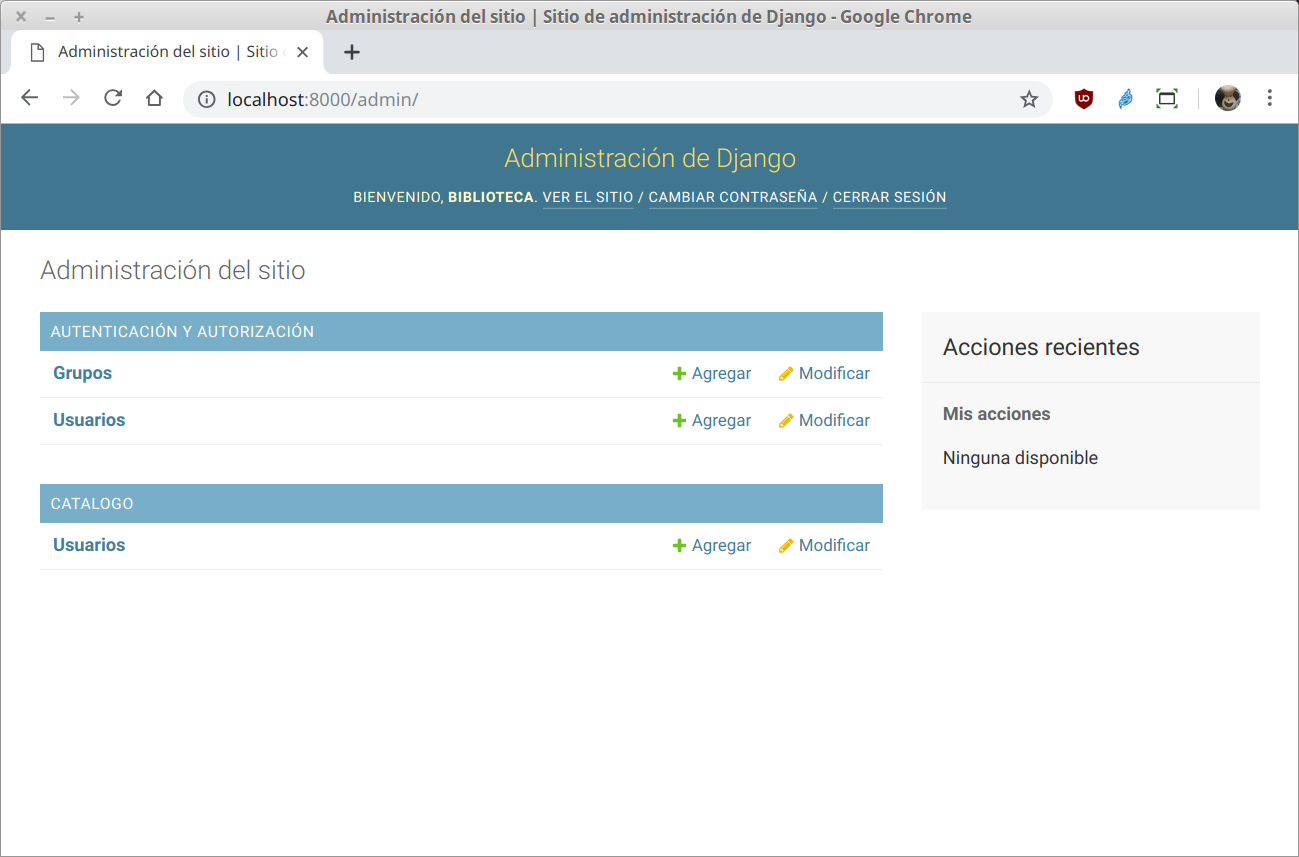 Administración del sitio | Sitio de administración de Django - Google Chrome
Administración del sitio | Sitio
localhost:8000/admin/
Administración de Django
BIENVENIDO, BIBLIOTECA. VER EL SITIO / CAMBIAR CONTRASEÑA / CERRAR SESIÓN
Administración del sitio
AUTENTICACIÓN Y AUTORIZACIÓN
Grupos Agregar Modificar
Usuarios Agregar Modificar
CATALOGO
Usuarios Agregar Modificar
Acciones recientes
Mis acciones
Ninguna disponible